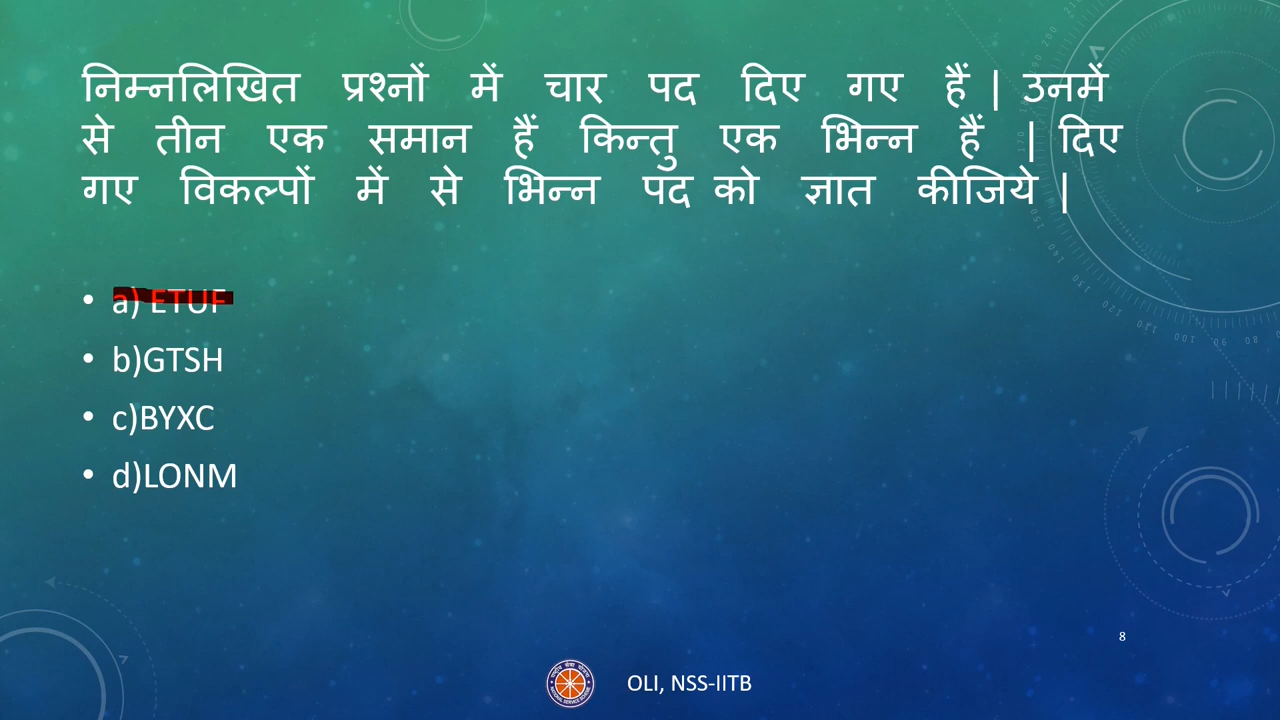 निम्नलिखित प्रश्नों में चार पद दिए गए हैं | उनमें
से तीन एक समान हैं किन्तु एक भिन्न हैं | दिए
गए विकल्पों में से भिन्न पद को ज्ञात कीजिये |
• a) ETUF
• b)GTSH
• c)BYXC
• d)LONM
8
OLI, NSS-IITB